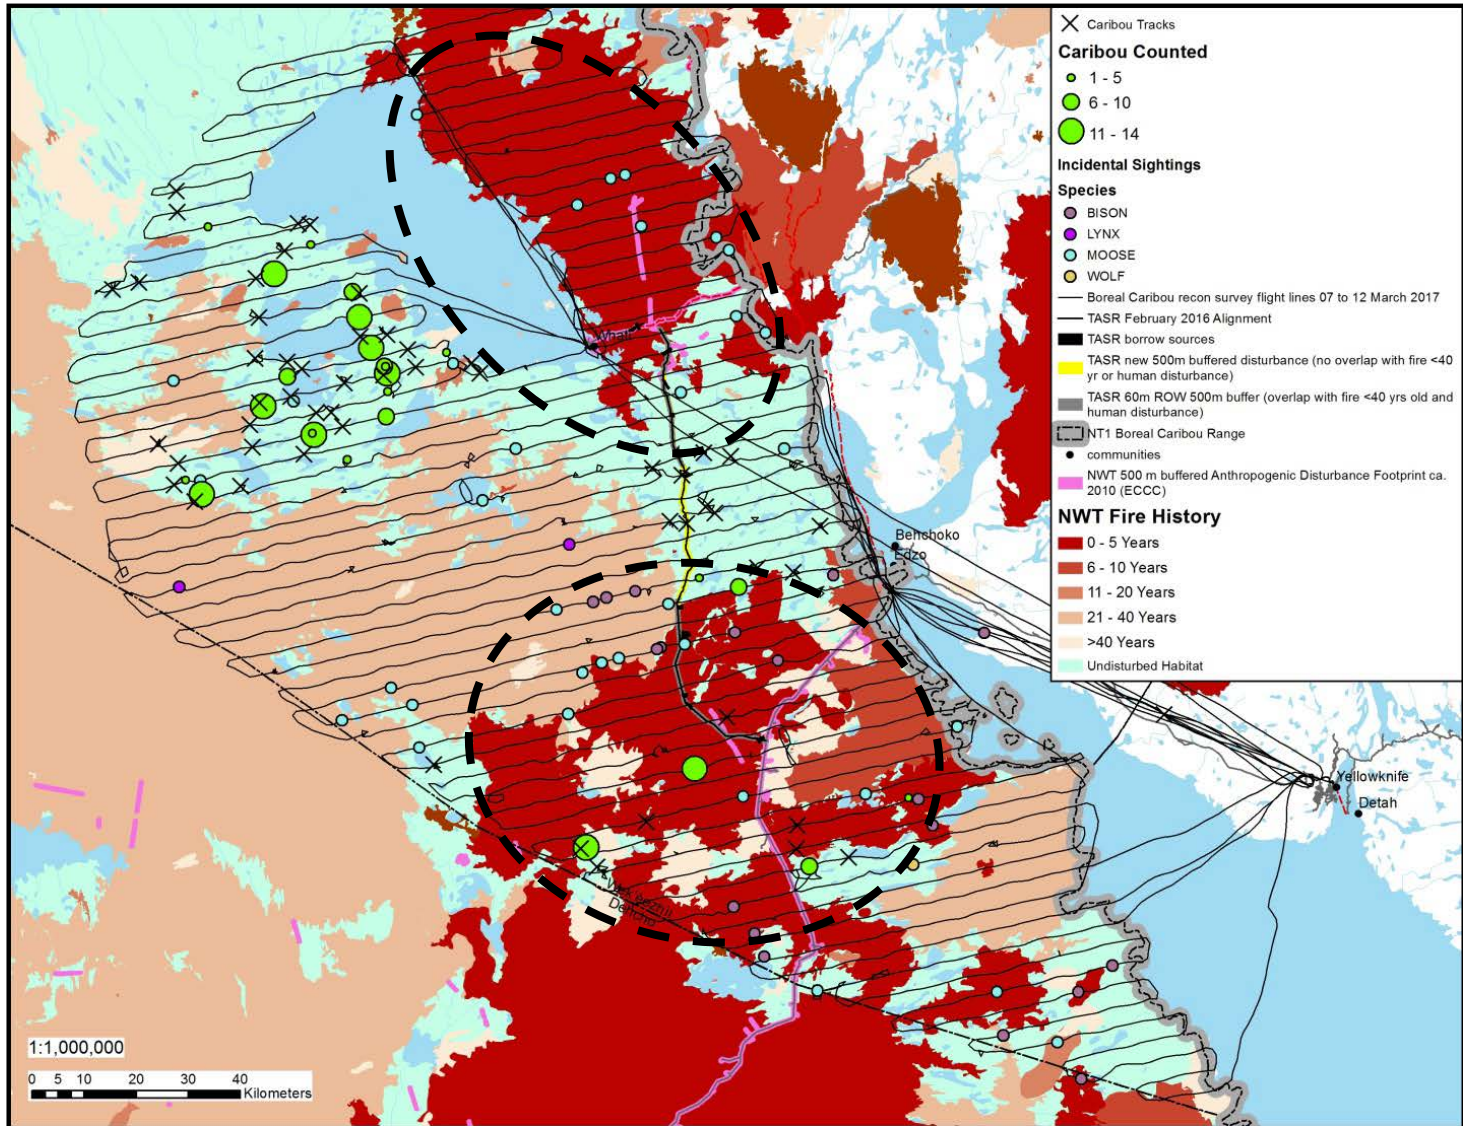 Caribou Tracks
Caribou Counted
1 - 5
6 - 10
11 - 14
Incidental Sightings
Species
BISON
LYNX
MOOSE
WOLF
Boreal Caribou recon survey flight lines 07 to 12 March 2017
TASR February 2016 Alignment
TASR borrow sources
TASR new 500m buffered disturbance (no overlap with fire <40
yr or human disturbance)
TASR 60m ROW 500m buffer (overlap with fire <40 yrs old and
human disturbance)
NT1 Boreal Caribou Range
communities
NWT 500 m buffered Anthropogenic Disturbance Footprint ca.
2010 (ECCC)
NWT Fire History
0 - 5 Years
6 - 10 Years
11 - 20 Years
21 - 40 Years
>40 Years
Undisturbed Habitat
Whati
Behchoko
Edzo
Yellowknife
Detah
Dehcho
1:1,000,000
0 5 10 20 30 40
Kilometers